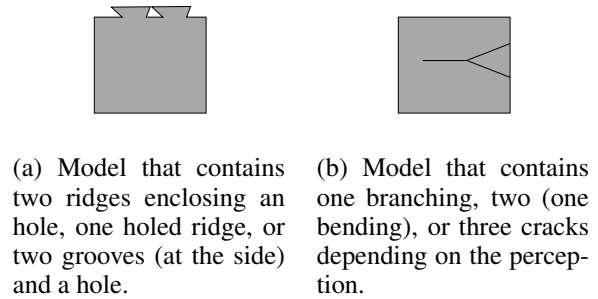 (a) Model that contains
two ridges enclosing an
hole, one holed ridge, or
two grooves (at the side)
and a hole.
(b) Model that contains
one branching, two (one
bending), or three cracks
depending on the percep-
tion.